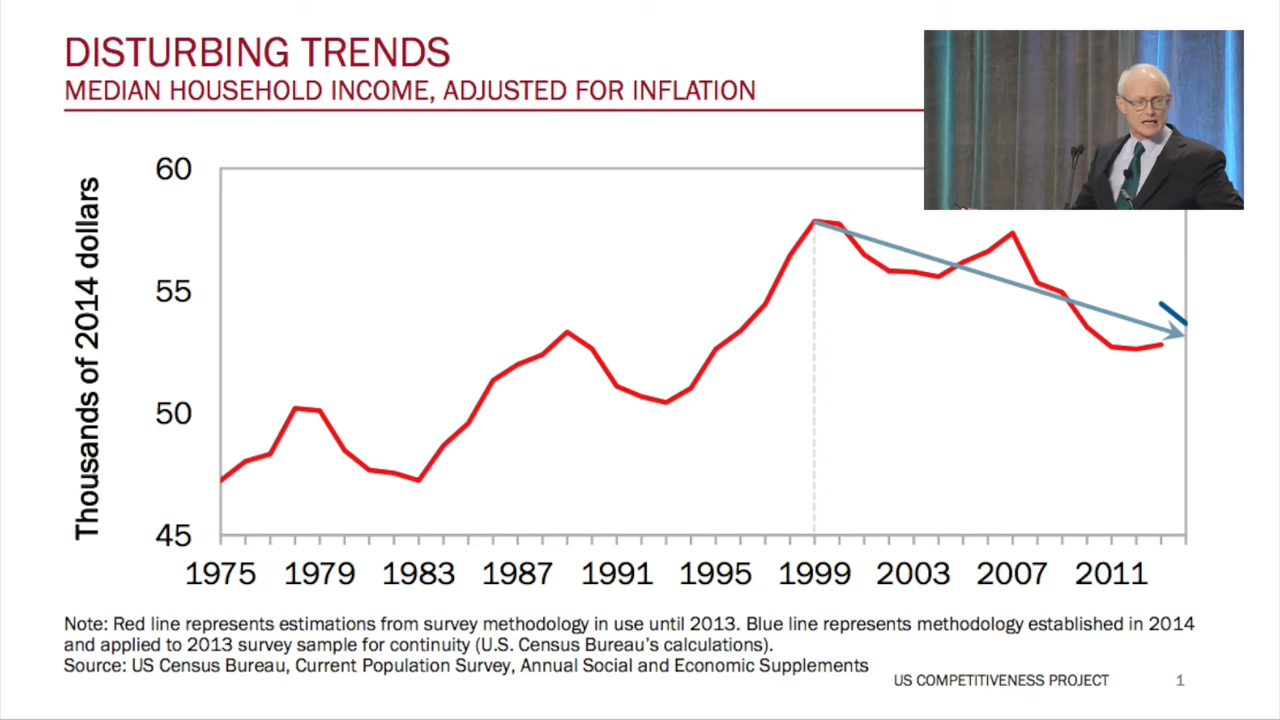 DISTURBING TRENDS
MEDIAN HOUSEHOLD INCOME, ADJUSTED FOR INFLATION
Thousands of 2014 dollars
60
55
50
45
1975 1979 1983 1987 1991 1995 1999 2003 2007 2011
Note: Red line represents estimations from survey methodology in use until 2013. Blue line represents methodology established in 2014
and applied to 2013 survey sample for continuity (U.S. Census Bureau's calculations).
Source: US Census Bureau, Current Population Survey, Annual Social and Economic Supplements
US COMPETITIVENESS PROJECT 1